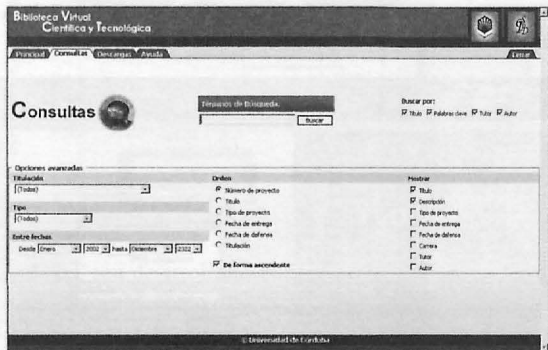 Biblioteca Virtual
Científica y Tecnológica
Principal Consultas Descargas Ayuda Cerrar
Consultas
Términos de Búsqueda.
Buscar
Buscar por:
Título Palabras clave Tutor Autor
Opciones avanzadas
Titulación
(Todos)
Tipo
(Todos)
Entre fechas
Desde Enero 2002 hasta Diciembre 2002
Orden
Número de proyecto
Título
Tipo de proyecto
Fecha de entrega
Fecha de defensa
Titulación
De forma ascendente
Mostrar
Título
Descripción
Tipo de proyecto
Fecha de entrega
Fecha de defensa
Carrera
Tutor
Autor
© Universidad de Córdoba